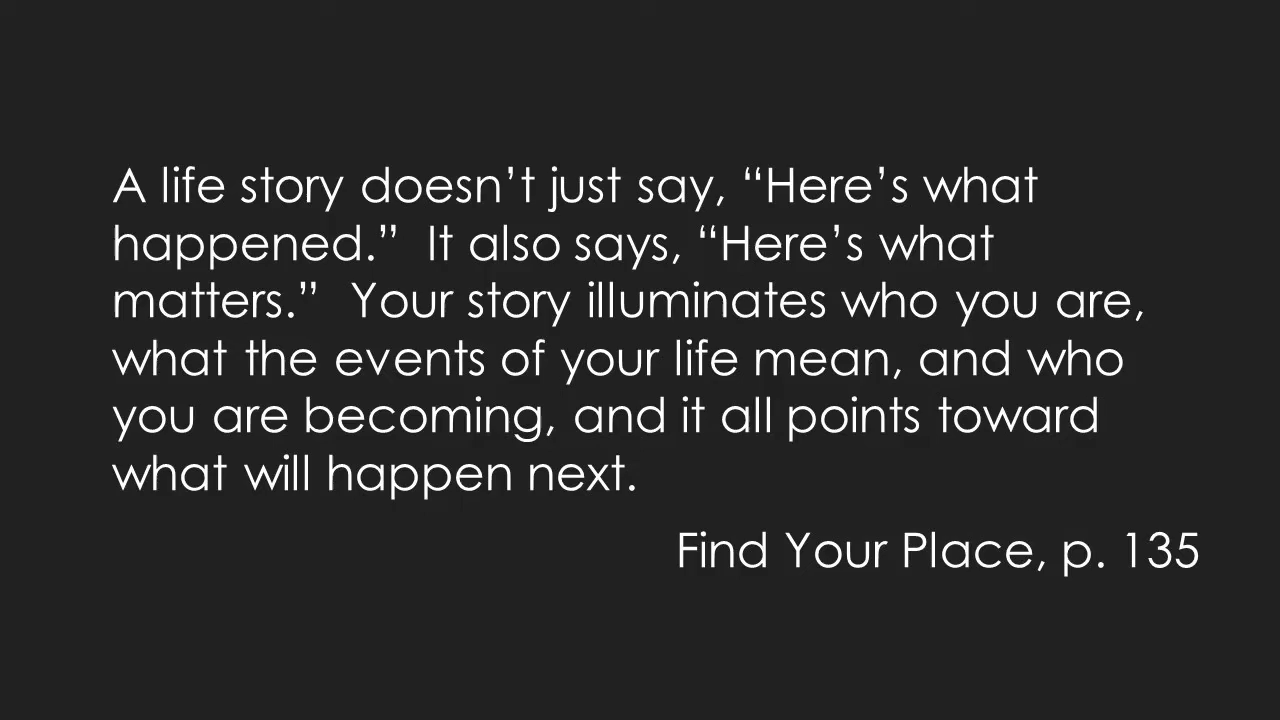 A life story doesn’t just say, “Here’s what
happened.”  It also says, “Here’s what
matters.”  Your story illuminates who you are,
what the events of your life mean, and who
you are becoming, and it all points toward
what will happen next.
Find Your Place, p. 135